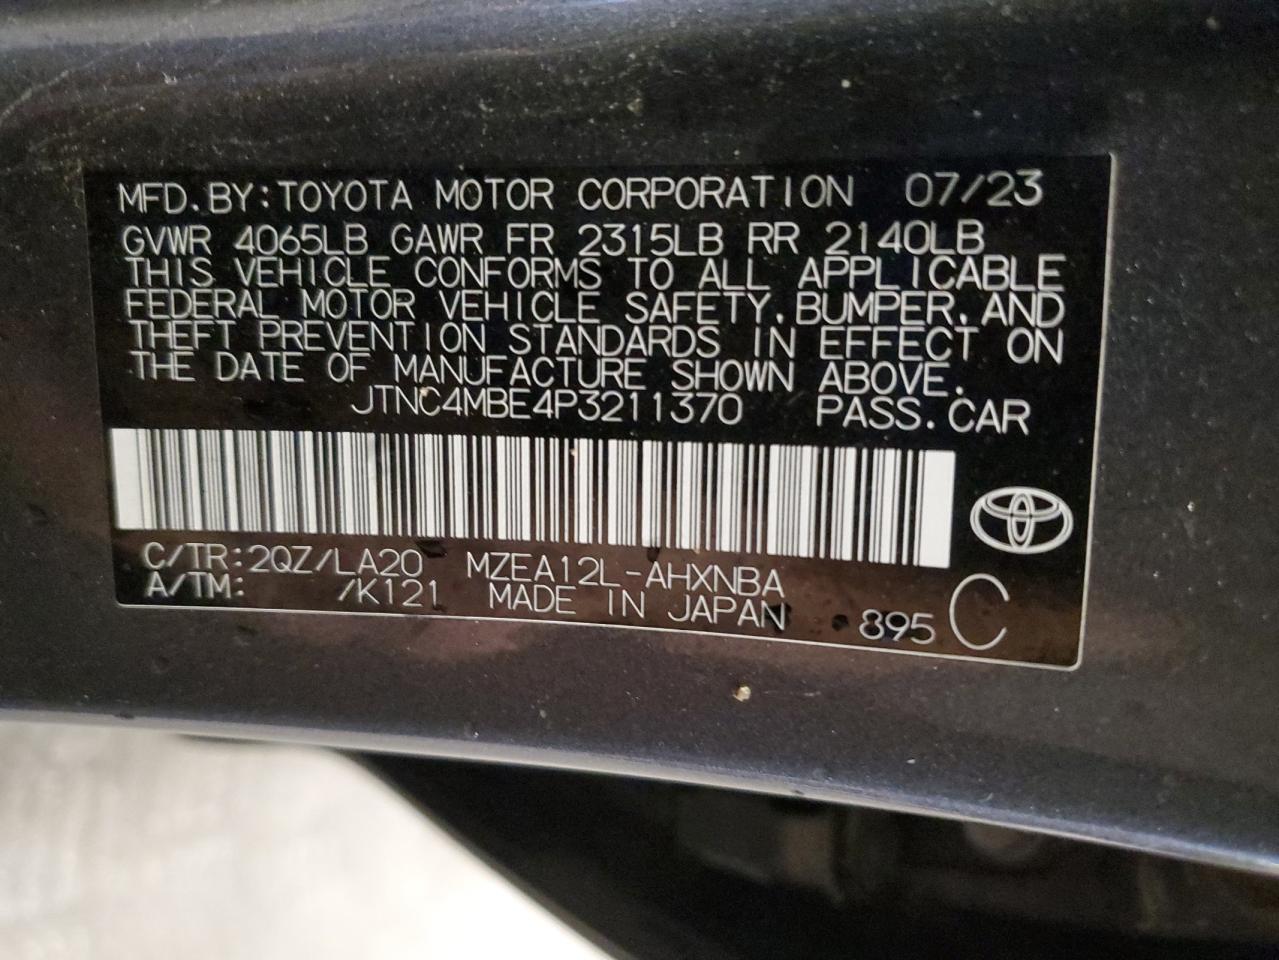 MFD. BY: TOYOTA MOTOR CORPORATION 07/23
GVWR 4065LB GAWR FR 2315LB RR 2140LB
THIS VEHICLE CONFORMS TO ALL APPLICABLE
FEDERAL MOTOR VEHICLE SAFETY, BUMPER, AND
THEFT PREVENTION STANDARDS IN EFFECT ON
THE DATE OF MANUFACTURE SHOWN ABOVE.
JTNC4MBE4P3211370 PASS. CAR
C/TR: 2QZ/LA20 MZEA12L-AHXNBA
A/TM: /K121 MADE IN JAPAN 895 C